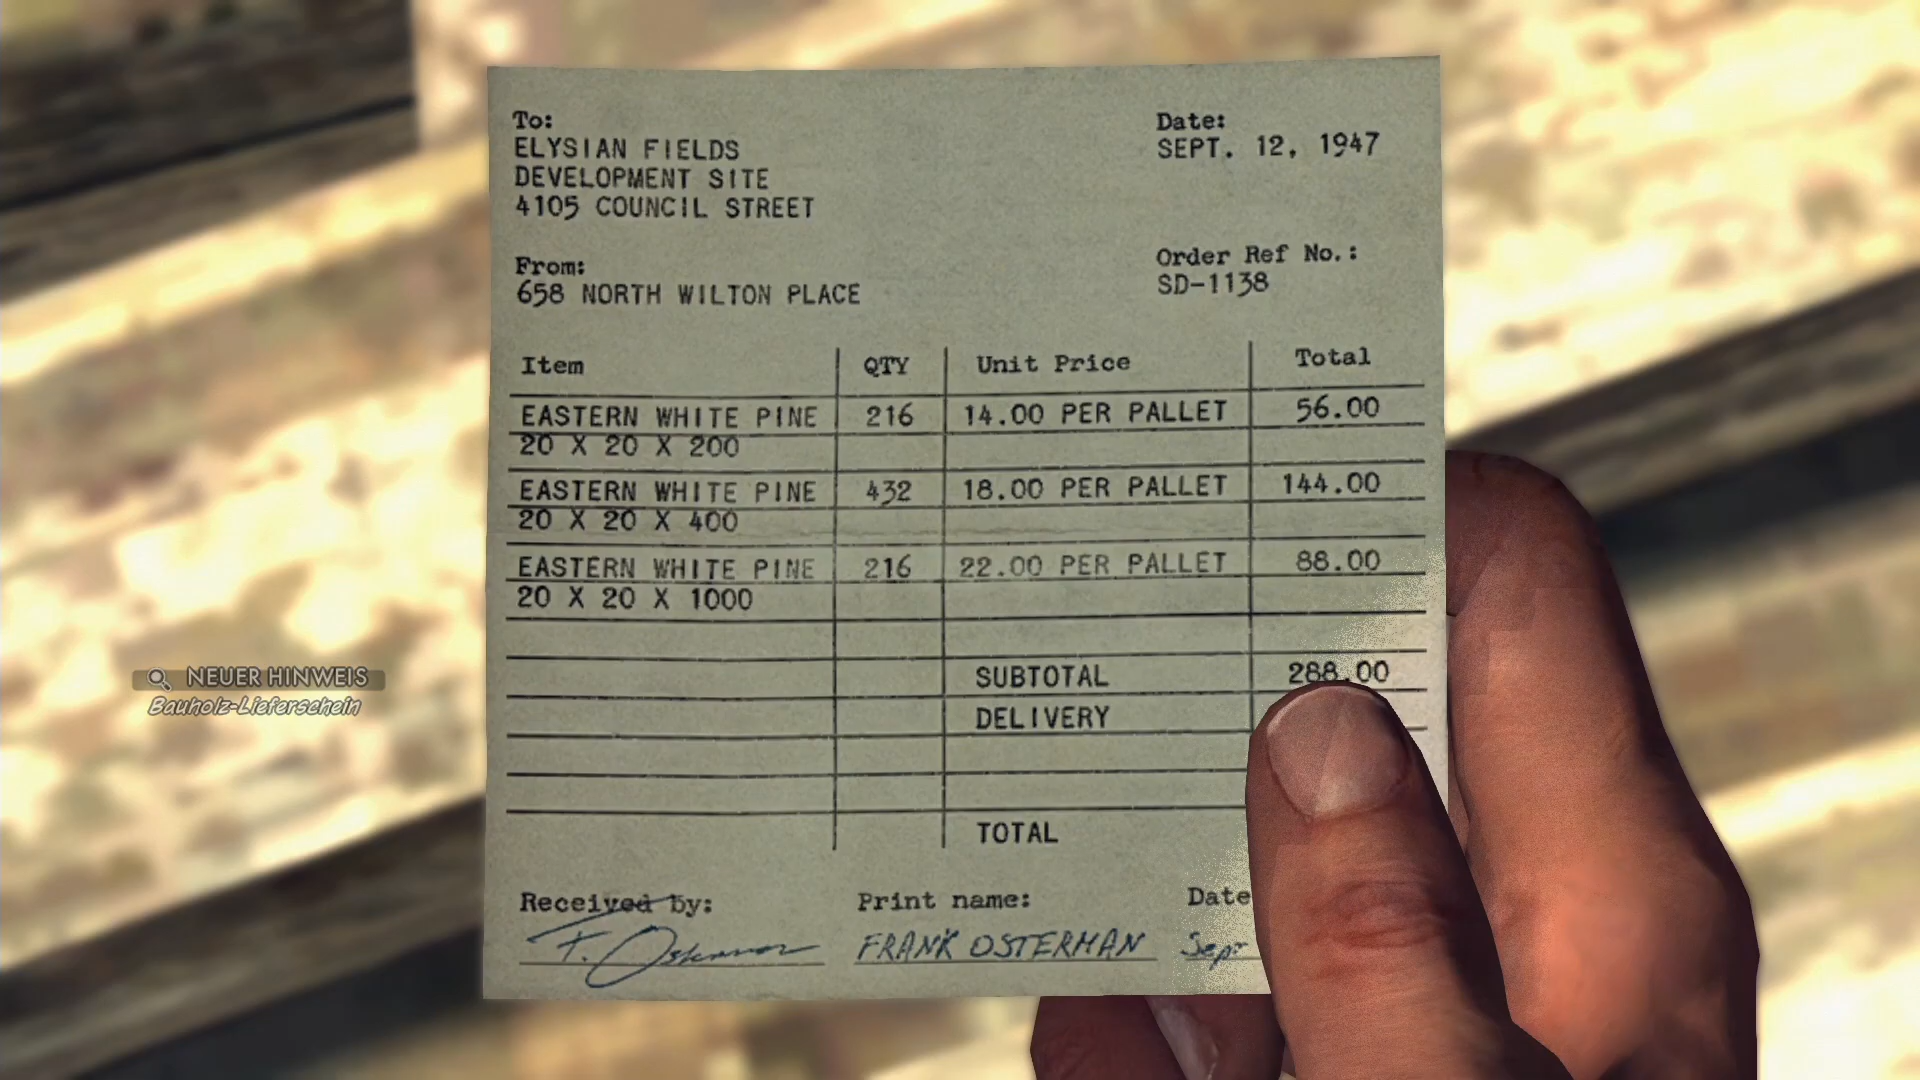 To:
ELYSIAN FIELDS
DEVELOPMENT SITE
4105 COUNCIL STREET
Date:
SEPT. 12, 1947
From:
658 NORTH WILTON PLACE
Order Ref No.:
SD-1138
Item QTY Unit Price Total
EASTERN WHITE PINE 216 14.00 PER PALLET 56.00
20 X 20 X 200
EASTERN WHITE PINE 432 18.00 PER PALLET 144.00
20 X 20 X 400
EASTERN WHITE PINE 216 22.00 PER PALLET 88.00
20 X 20 X 1000
SUBTOTAL 288.00
DELIVERY
TOTAL
Received by: Print name: Date
F. Osterman FRANK OSTERMAN Sept
NEUER HINWEIS
Bauholz-Lieferschein